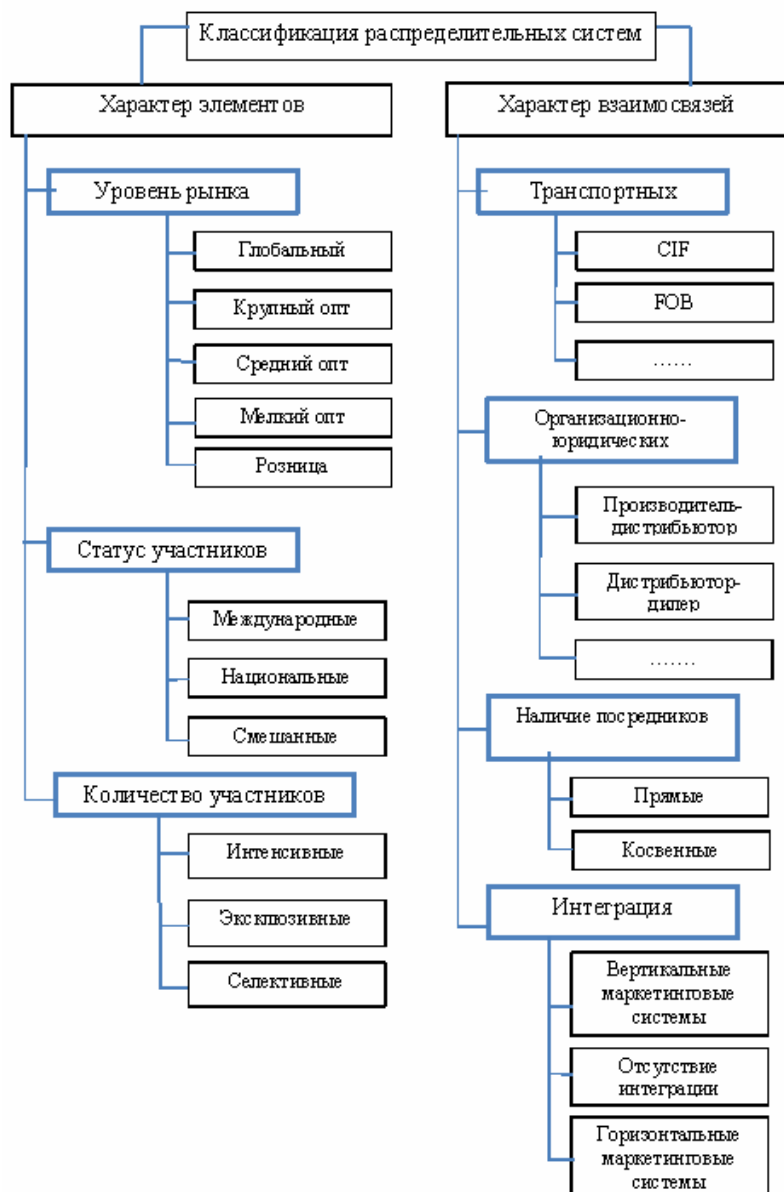 Классификация распределительных систем
Характер элементов
Уровень рынка
Глобальный
Крупный опт
Средний опт
Мелкий опт
Розница
Статус участников
Международные
Национальные
Смешанные
Количество участников
Интенсивные
Эксклюзивные
Селективные
Характер взаимосвязей
Транспортных
CIF
FOB
……
Организационно-
юридических
Производитель-
дистрибьютор
Дистрибьютор-
дилер
…….
Наличие посредников
Прямые
Косвенные
Интеграция
Вертикальные
маркетинговые
системы
Отсутствие
интеграции
Горизонтальные
маркетинговые
системы